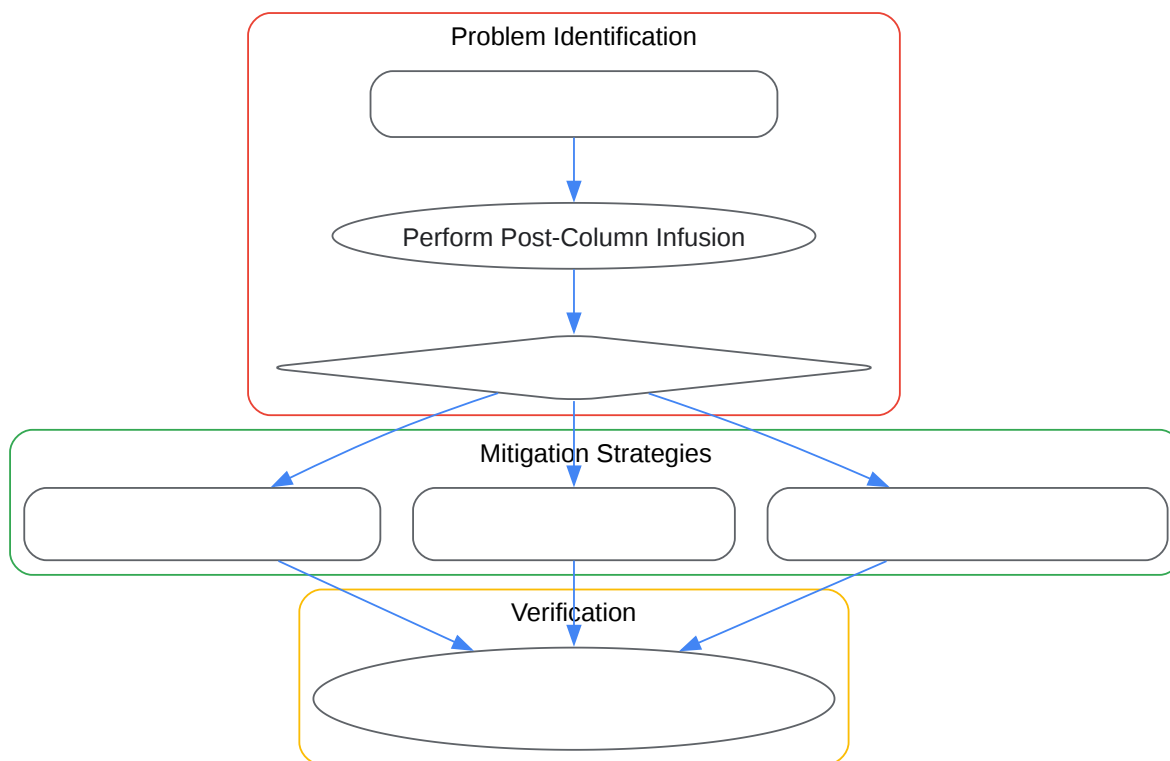 Problem Identification
Perform Post-Column Infusion
Mitigation Strategies
Verification